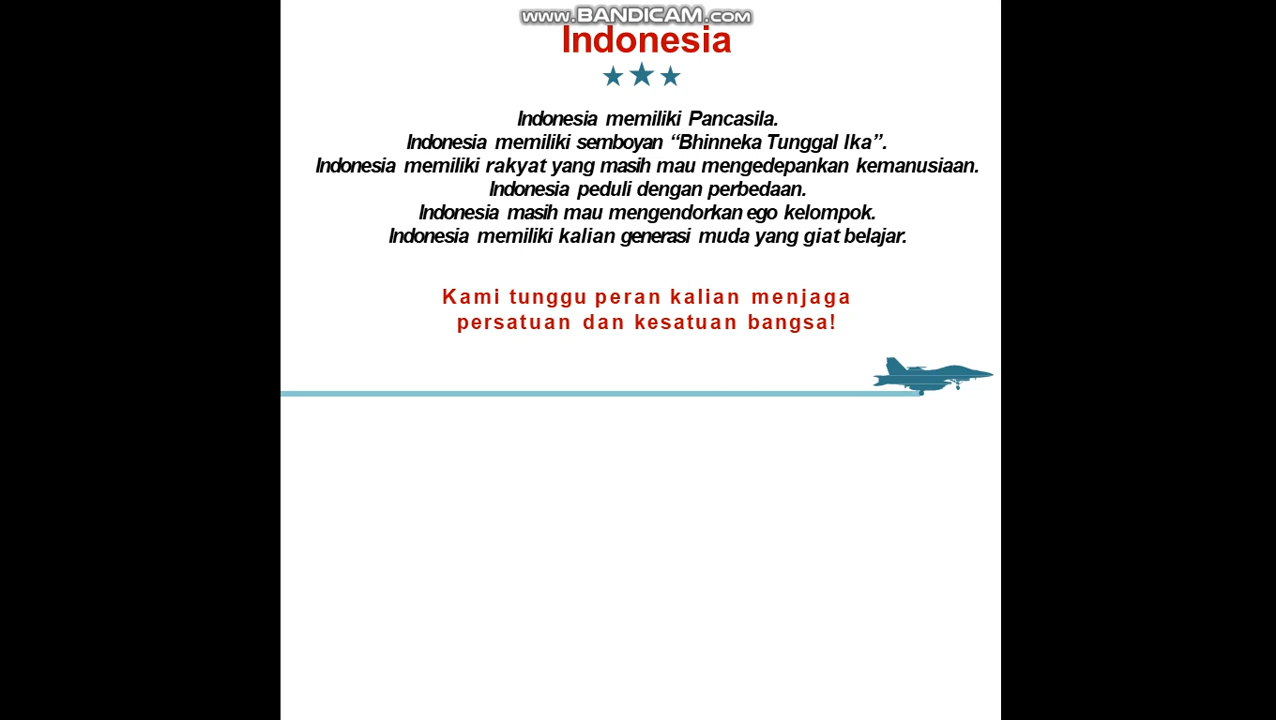 www.BANDICAM.com
Indonesia
Indonesia memiliki Pancasila.
Indonesia memiliki semboyan “Bhinneka Tunggal Ika”.
Indonesia memiliki rakyat yang masih mau mengedepankan kemanusiaan.
Indonesia peduli dengan perbedaan.
Indonesia masih mau mengendorkan ego kelompok.
Indonesia memiliki kalian generasi muda yang giat belajar.
Kami tunggu peran kalian menjaga
persatuan dan kesatuan bangsa!